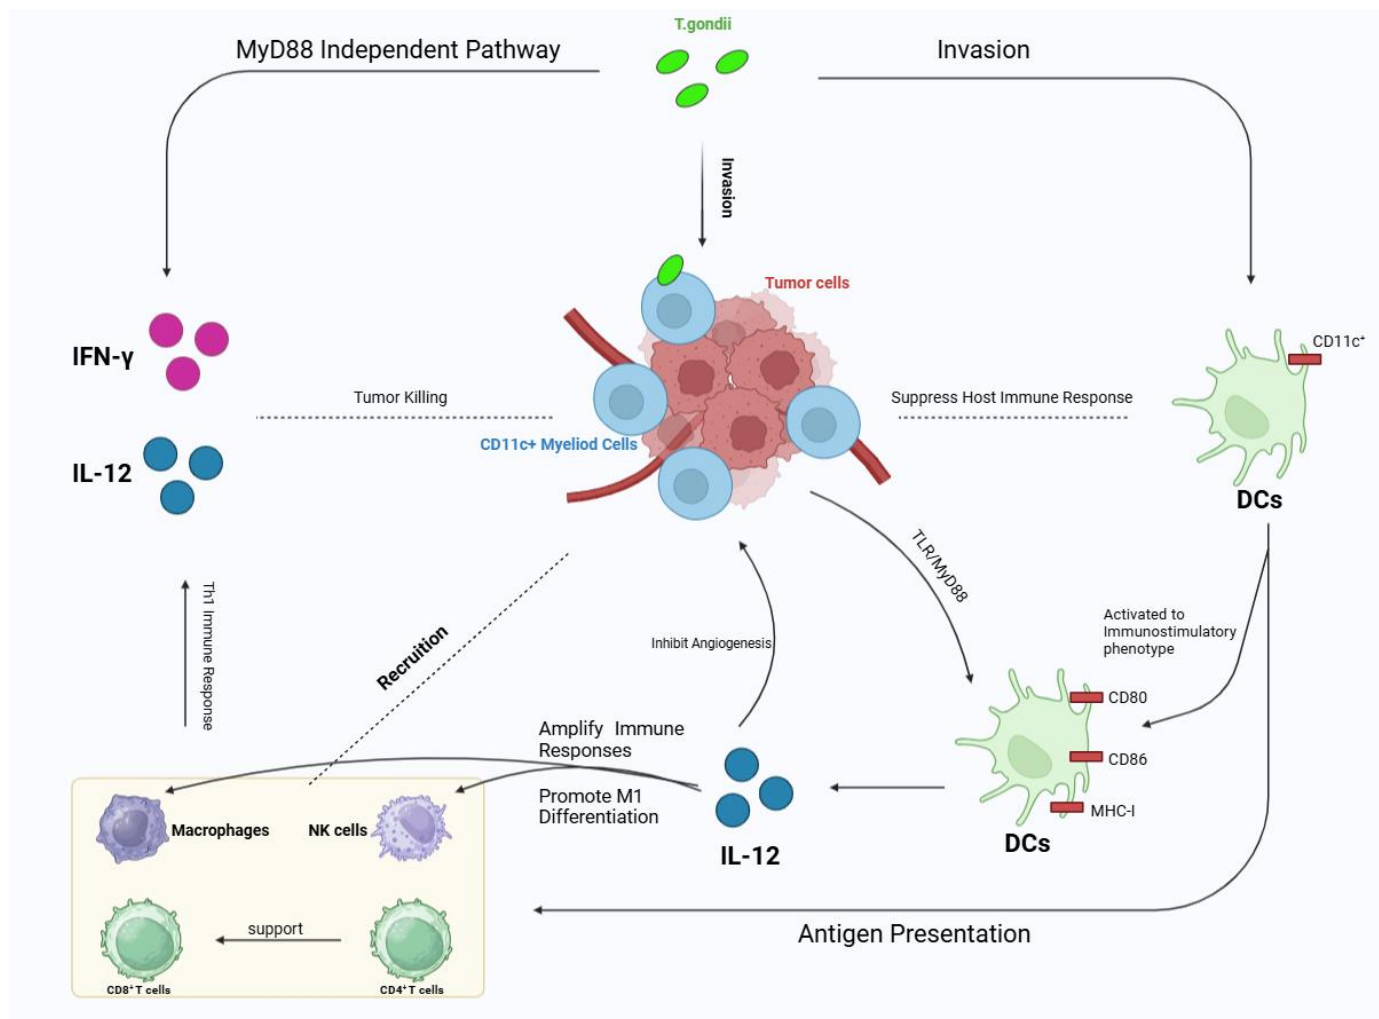 T.gondii
MyD88 Independent Pathway
Invasion
Invasion
Tumor cells
CD11c⁺
IFN-γ
Tumor Killing
Suppress Host Immune Response
CD11c+ Myeliod Cells
IL-12
DCs
TLR/MyD88
Th1 Immune Response
Activated to
Immunostimulatory
phenotype
Inhibit Angiogenesis
Recruition
CD80
Amplify Immune
Responses
CD86
Promote M1
Differentiation
MHC-I
Macrophages
NK cells
DCs
IL-12
support
Antigen Presentation
CD8⁺T cells
CD4⁺T cells